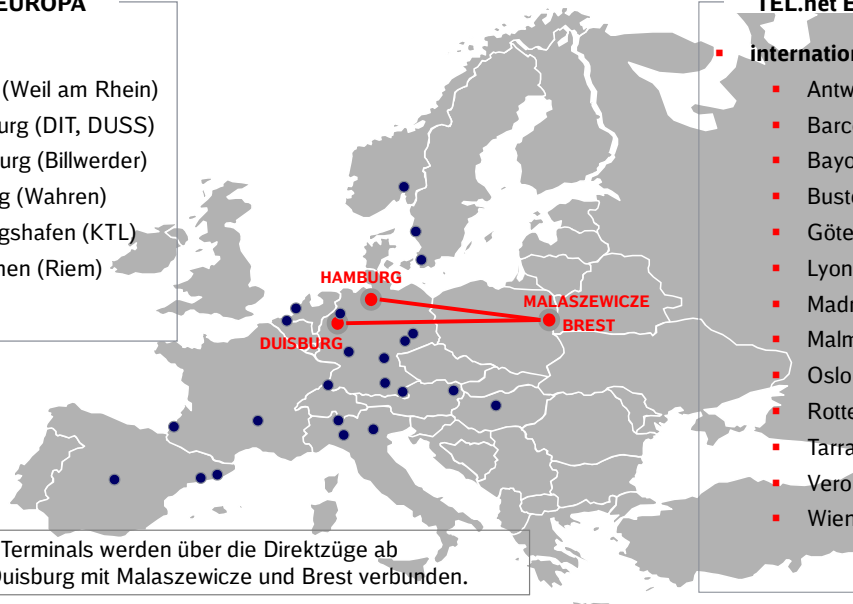 EUROPA
(Weil am Rhein)
urg (DIT, DUSS)
urg (Billwerder)
g (Wahren)
gshafen (KTL)
hen (Riem)
HAMBURG
MALASZEWICZE
BREST
DUISBURG
Terminals werden über die Direktzüge ab
Duisburg mit Malaszewicze und Brest verbunden.
TEL.net E
internation
Antw
Barc
Bayo
Buste
Göte
Lyon
Madr
Malm
Oslo
Rotte
Tarra
Vero
Wien